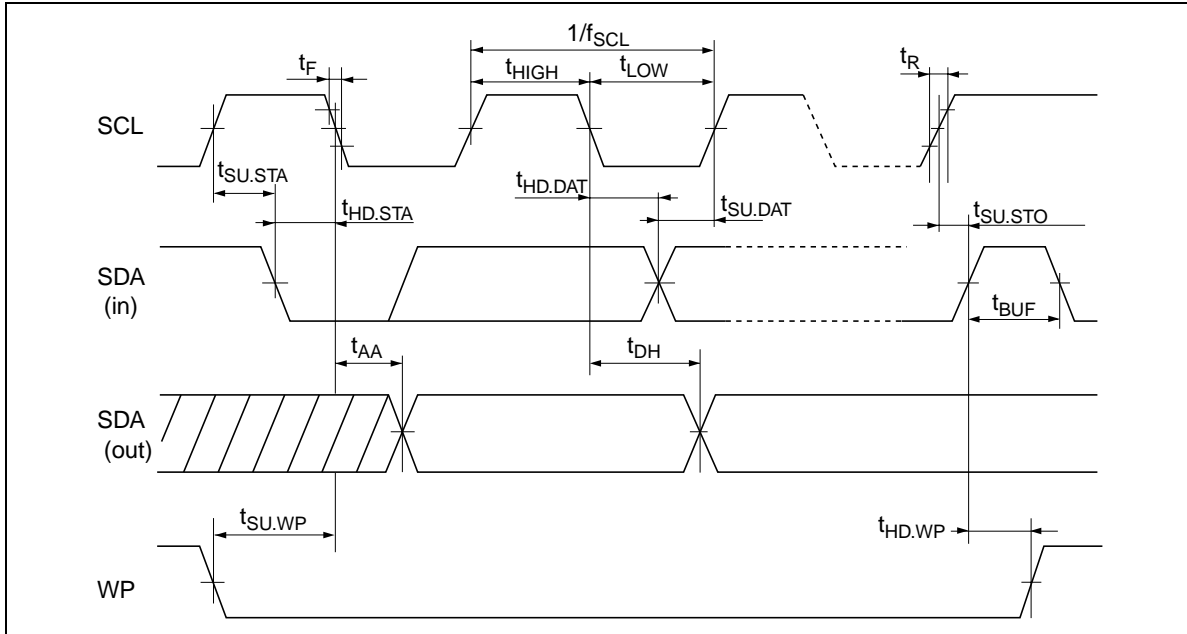 1/fSCL
tF
tHIGH
tLOW
tR
SCL
tSU.STA
tHD.STA
tHD.DAT
tSU.DAT
tSU.STO
SDA
(in)
tBUF
tAA
tDH
SDA
(out)
tSU.WP
tHD.WP
WP